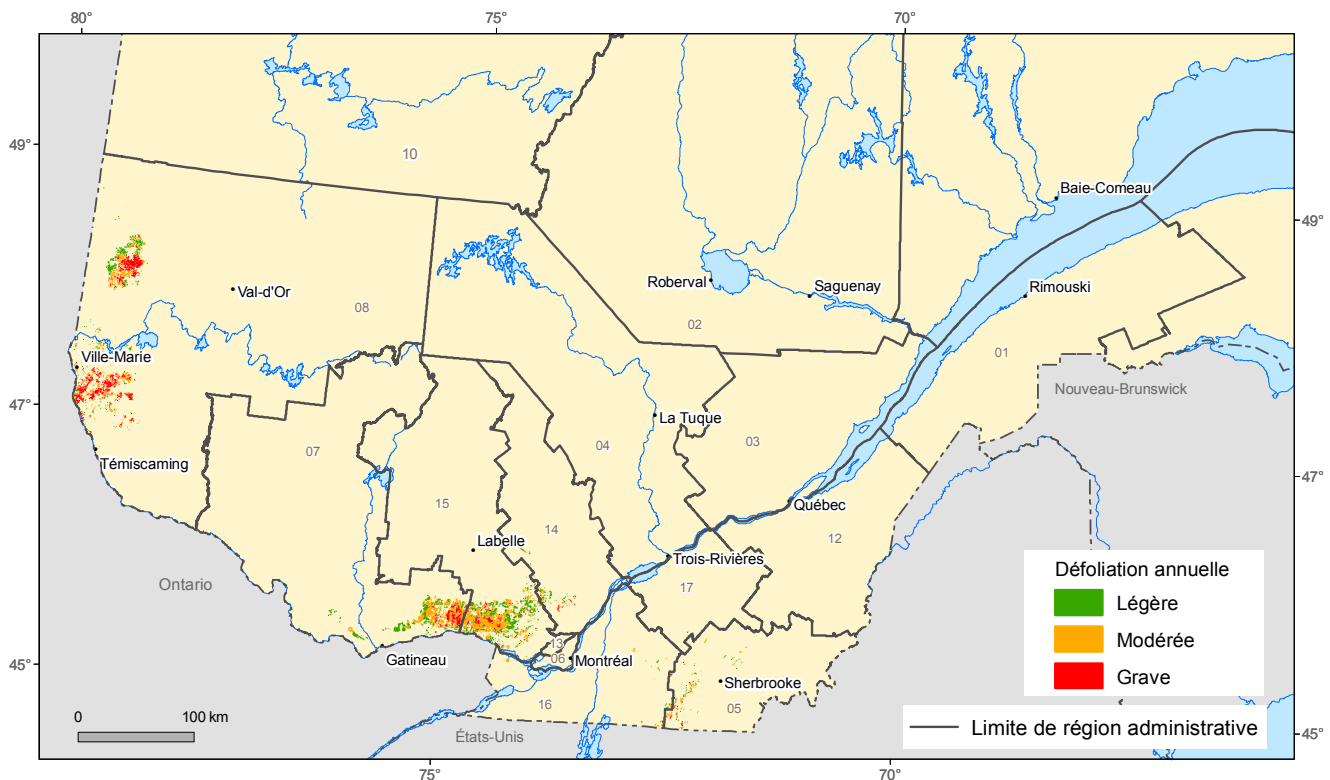 80°
75°
70°
49°
10
Baie-Comeau
49°
Val-d'Or
08
Roberval
Saguenay
Rimouski
02
01
Ville-Marie
Nouveau-Brunswick
47°
La Tuque
04
03
07
Témiscaming
47°
15
14
Québec
12
Labelle
Trois-Rivières
Ontario
17
Défoliation annuelle
Légère
Modérée
Grave
13
06
Montréal
45°
Gatineau
Sherbrooke
05
16
0
100 km
États-Unis
Limite de région administrative
45°
75°
70°